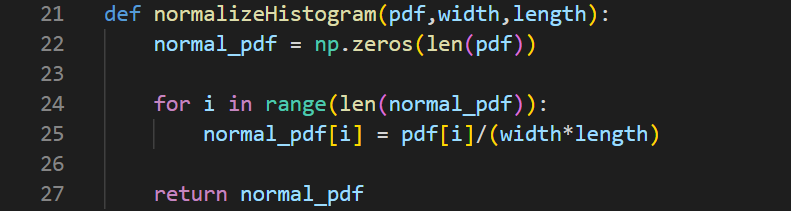 21 def normalizeHistogram(pdf,width,length):
22 normal_pdf = np.zeros(len(pdf))
23
24 for i in range(len(normal_pdf)):
25 normal_pdf[i] = pdf[i]/(width*length)
26
27 return normal_pdf